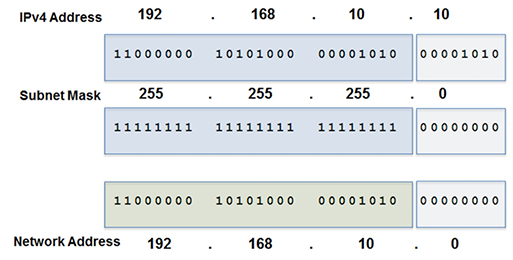 IPv4 Address 192 . 168 . 10 . 10
11000000 10101000 00001010 00001010
Subnet Mask 255 . 255 . 255 . 0
11111111 11111111 11111111 00000000
11000000 10101000 00001010 00000000
Network Address 192 . 168 . 10 . 0